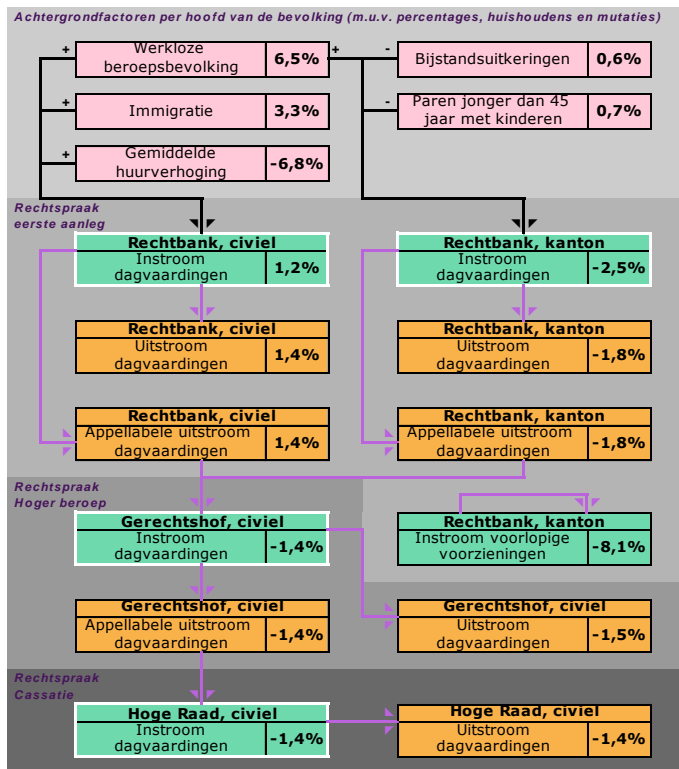 Achtergrondfactoren per hoofd van de bevolking (m.u.v. percentages, huishoudens en mutaties)
+
Werkloze
beroepsbevolking
6,5%
+
-
Bijstandsuitkeringen
0,6%
+
Immigratie
3,3%
-
Paren jonger dan 45
jaar met kinderen
0,7%
+
Gemiddelde
huurverhoging
-6,8%
Rechtspraak
eerste aanleg
Rechtbank, civiel
Instroom
dagvaardingen
1,2%
Rechtbank, kanton
Instroom
dagvaardingen
-2,5%
Rechtbank, civiel
Uitstroom
dagvaardingen
1,4%
Rechtbank, kanton
Uitstroom
dagvaardingen
-1,8%
Rechtbank, civiel
Appellabele uitstroom
dagvaardingen
1,4%
Rechtbank, kanton
Appellabele uitstroom
dagvaardingen
-1,8%
Rechtspraak
Hoger beroep
Gerechtshof, civiel
Instroom
dagvaardingen
-1,4%
Rechtbank, kanton
Instroom voorlopige
voorzieningen
-8,1%
Gerechtshof, civiel
Appellabele uitstroom
dagvaardingen
-1,4%
Gerechtshof, civiel
Uitstroom
dagvaardingen
-1,5%
Rechtspraak
Cassatie
Hoge Raad, civiel
Instroom
dagvaardingen
-1,4%
Hoge Raad, civiel
Uitstroom
dagvaardingen
-1,4%